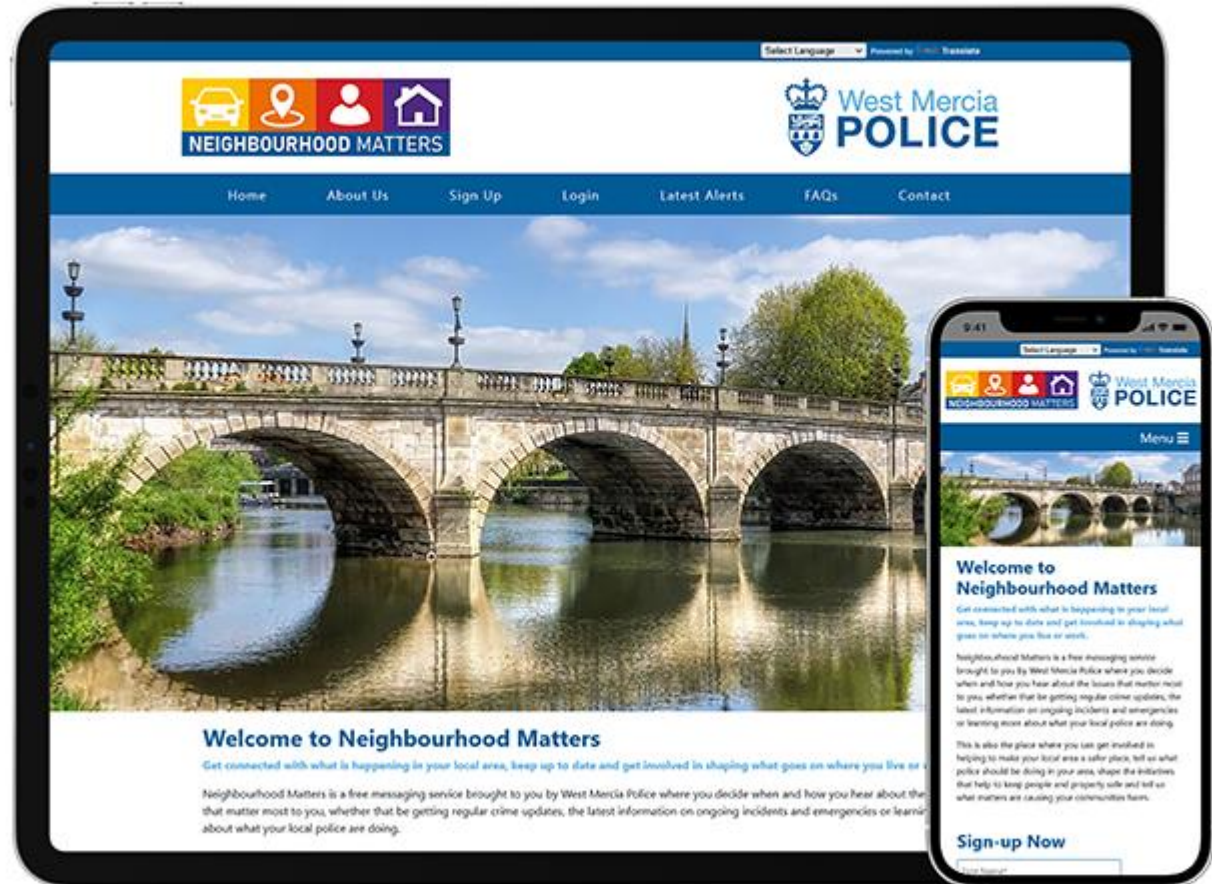 Select Language
Powered by Translate
NEIGHBOURHOOD MATTERS
West Mercia
POLICE
Home About Us Sign Up Login Latest Alerts FAQs Contact
Welcome to Neighbourhood Matters
Get connected with what is happening in your local area, keep up to date and get involved in shaping what goes on where you live or
Neighbourhood Matters is a free messaging service brought to you by West Mercia Police where you decide when and how you hear about the
that matter most to you, whether that be getting regular crime updates, the latest information on ongoing incidents and emergencies or
about what your local police are doing.
9:41
Select Language
Powered by Translate
NEIGHBOURHOOD MATTERS
West Mercia
POLICE
Menu
Welcome to
Neighbourhood Matters
Get connected with what is happening in your local
area, keep up to date and get involved in shaping what
goes on where you live or work.
Neighbourhood Matters is a free messaging service
brought to you By West Mercia Police where you decide
when and how you hear about the issues that matter most
to you, whether that be getting regular crime updates, the
latest information on ongoing incidents and emergencies
or learning more about what your local police are doing.
This is also the place where you can get involved in
helping to make your local area a safer place, tell us what
police should be doing in your area, shape the initiatives
that help to keep people and property safe and tell us
what matters are causing your communities harm.
Sign-up Now